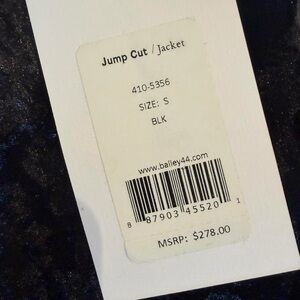 Jump Cut / Jacket
410-5356
SIZE: S
BLK
www.bailey44.com
8 87903 45520 1
MSRP: $278.00